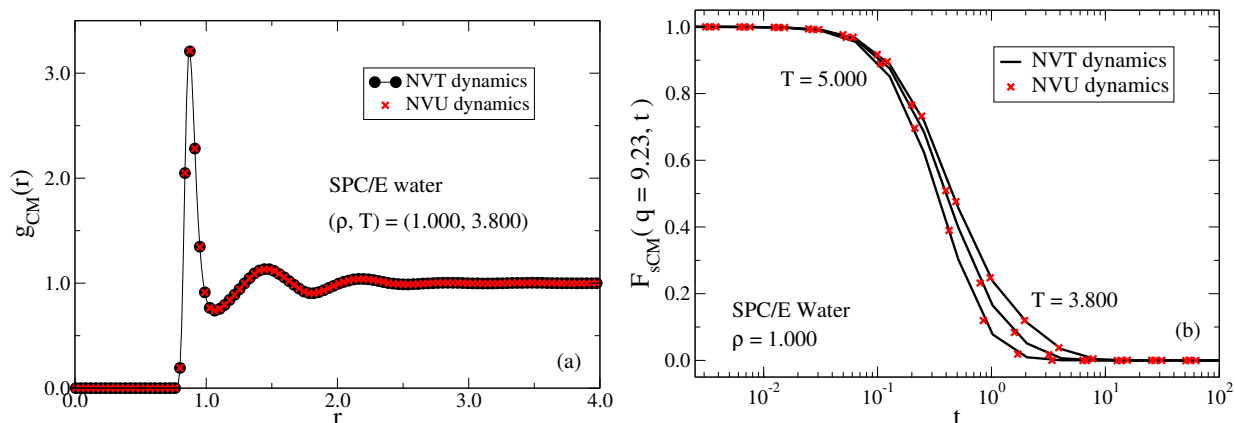 3.0
2.0
1.0
0.0
g_CM(r)
NVT dynamics
NVU dynamics
SPC/E water
(ρ, T) = (1.000, 3.800)
(a)
0.0 1.0 2.0 3.0 4.0
r
1.0
0.8
0.6
0.4
0.2
0.0
F_sCM( q = 9.23, t )
NVT dynamics
NVU dynamics
T = 5.000
T = 3.800
SPC/E Water
ρ = 1.000
(b)
10^-2 10^-1 10^0 10^1 10^2
t